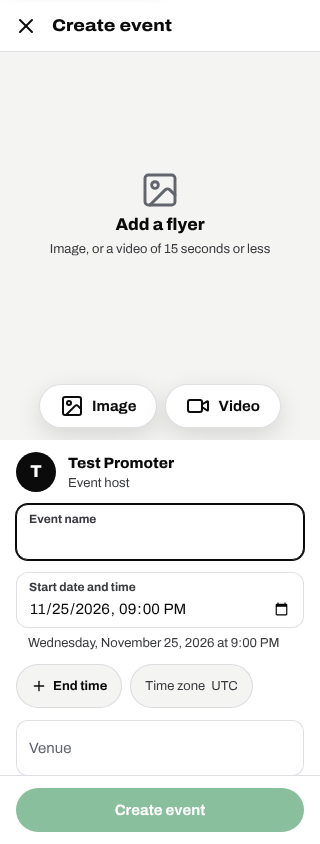 Create event
Add a flyer
Image, or a video of 15 seconds or less
Image
Video
T
Test Promoter
Event host
Event name
Start date and time
11/25/2026, 09:00 PM
Wednesday, November 25, 2026 at 9:00 PM
End time
Time zone UTC
Venue
Create event